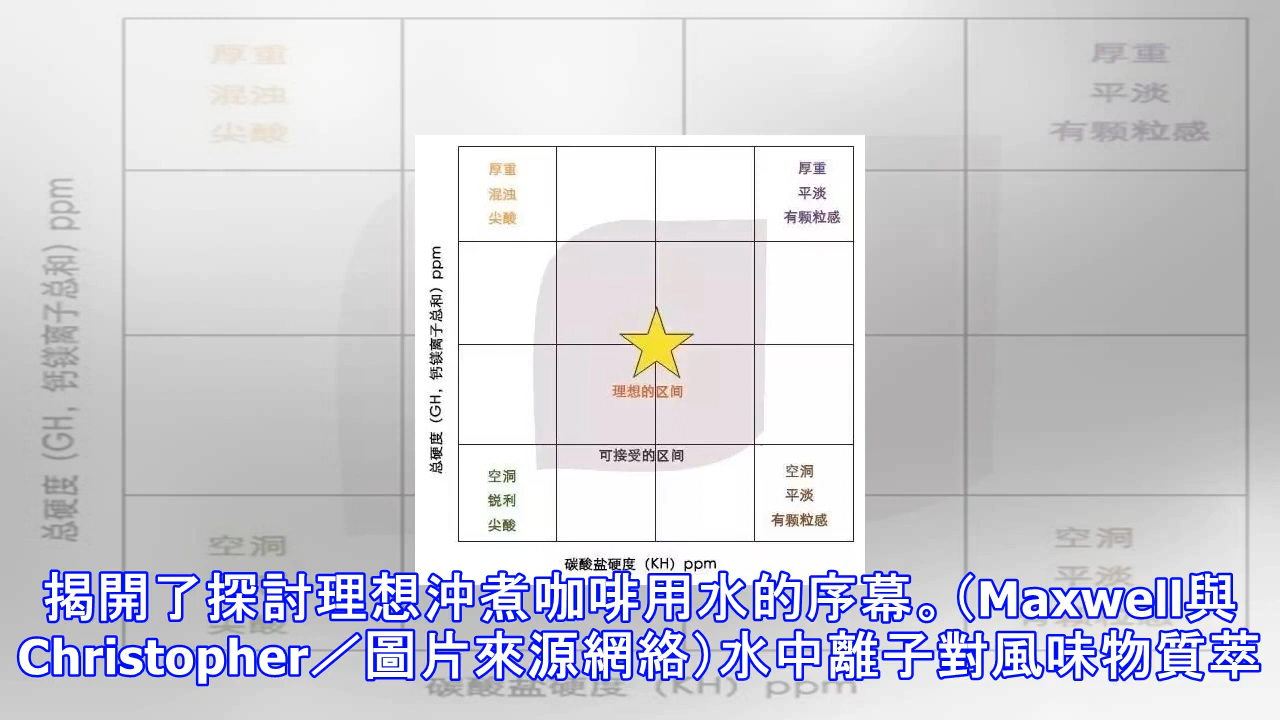 厚重
混浊
尖酸
厚重
平淡
有颗粒感
总硬度（GH，钙镁离子总和）ppm
理想的区间
可接受的区间
空洞
锐利
尖酸
空洞
平淡
有颗粒感
碳酸盐硬度（KH）ppm
揭開了探討理想沖煮咖啡用水的序幕。（Maxwell與
Christopher／圖片來源網絡）水中離子對風味物質萃